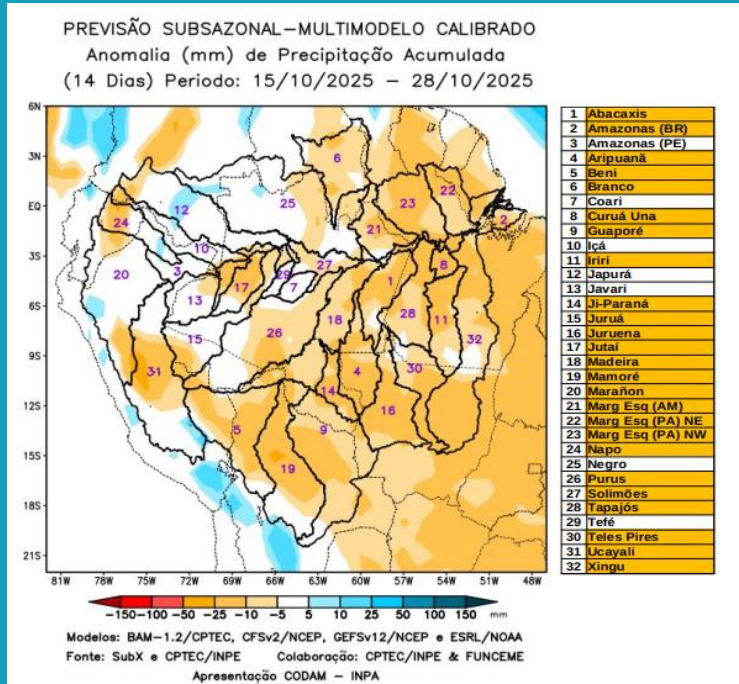 PREVISÃO SUBSAZONAL–MULTIMODELO CALIBRADO
Anomalia (mm) de Precipitação Acumulada
(14 Dias) Periodo: 15/10/2025 – 28/10/2025
6N
3N
EQ
3S
6S
9S
12S
15S
18S
21S
81W 78W 75W 72W 69W 66W 63W 60W 57W 54W 51W 48W
6
12
25
23
22
24
21
2
10
20
3
27
17
29
7
13
1
8
28
11
15
26
18
32
31
30
4
14
16
5
9
19
1 Abacaxis
2 Amazonas (BR)
3 Amazonas (PE)
4 Aripuanã
5 Beni
6 Branco
7 Coari
8 Curuá Una
9 Guaporé
10 Içá
11 Iriri
12 Japurá
13 Javari
14 Ji-Paraná
15 Juruá
16 Juruena
17 Jutaí
18 Madeira
19 Mamoré
20 Marañon
21 Marg Esq (AM)
22 Marg Esq (PA) NE
23 Marg Esq (PA) NW
24 Napo
25 Negro
26 Purus
27 Solimões
28 Tapajós
29 Tefé
30 Teles Pires
31 Ucayali
32 Xingu
−150 −100 −50 −25 −10 −5 5 10 25 50 100 150 mm
Modelos: BAM−1.2/CPTEC, CFSv2/NCEP, GEFSv12/NCEP e ESRL/NOAA
Fonte: SubX e CPTEC/INPE Colaboração: CPTEC/INPE & FUNCEME
Apresentação CODAM − INPA